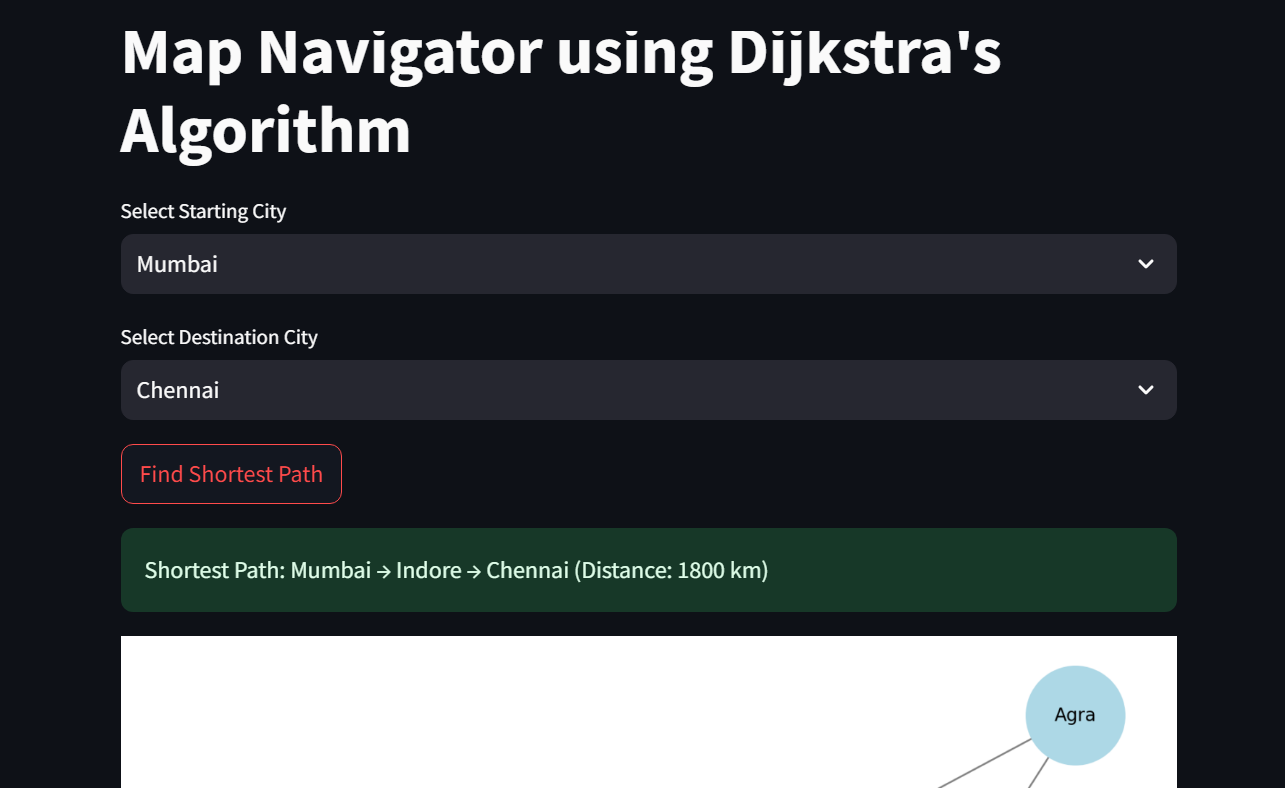 Map Navigator using Dijkstra's
Algorithm
Select Starting City
Mumbai
Select Destination City
Chennai
Find Shortest Path
Shortest Path: Mumbai → Indore → Chennai (Distance: 1800 km)
Agra